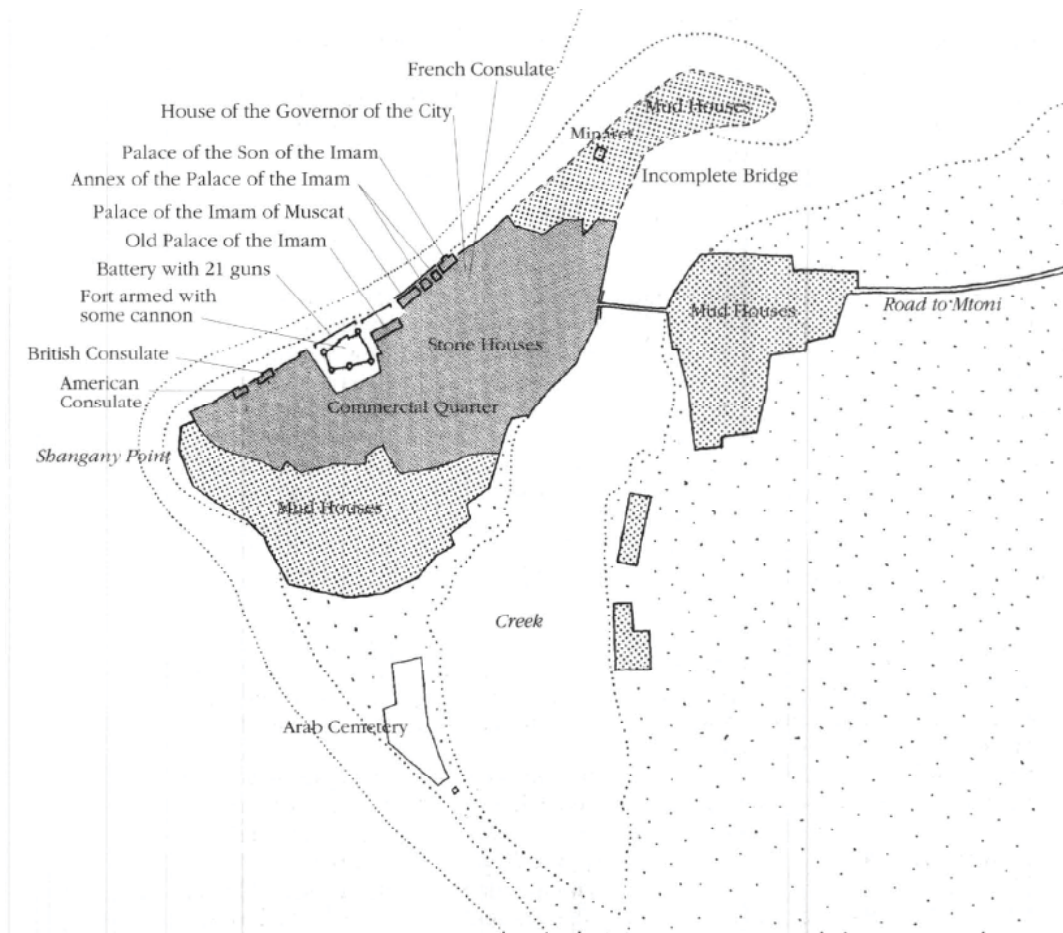 French Consulate
House of the Governor of the City
Mud Houses
Minaret
Palace of the Son of the Imam
Annex of the Palace of the Imam
Incomplete Bridge
Palace of the Imam of Muscat
Old Palace of the Imam
Battery with 21 guns
Fort armed with
some cannon
Road to Mtoni
Mud Houses
Stone Houses
British Consulate
American
Consulate
Commercial Quarter
Shangany Point
Mud Houses
Creek
Arab Cemetery